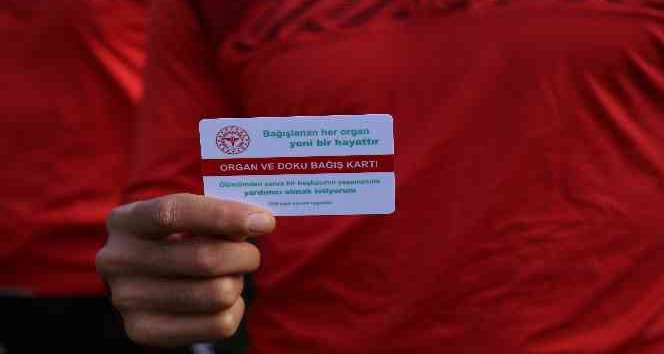 Bağışlanan her organ
yeni bir hayattır
ORGAN VE DOKU BAĞIŞ KARTI
Ölümümden sonra bir başkasının yaşamasına
yardımcı olmak istiyorum